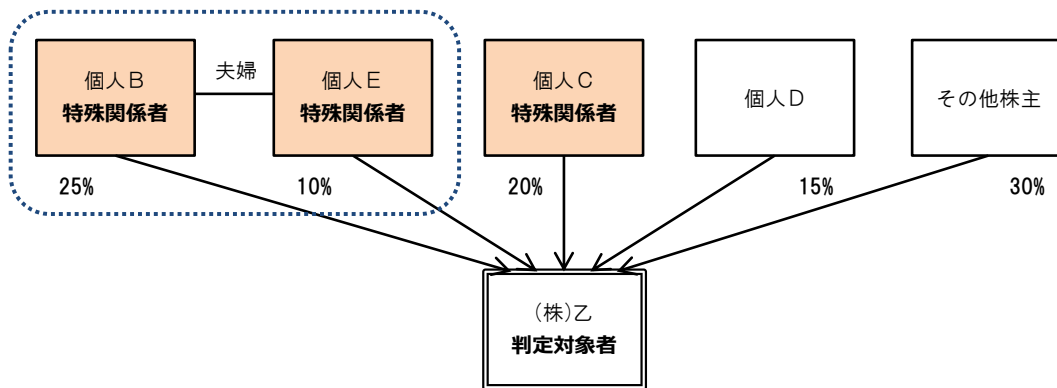 個人B
特殊関係者
夫婦
個人E
特殊関係者
個人C
特殊関係者
個人D
その他株主
25%
10%
20%
15%
30%
(株)乙
判定対象者